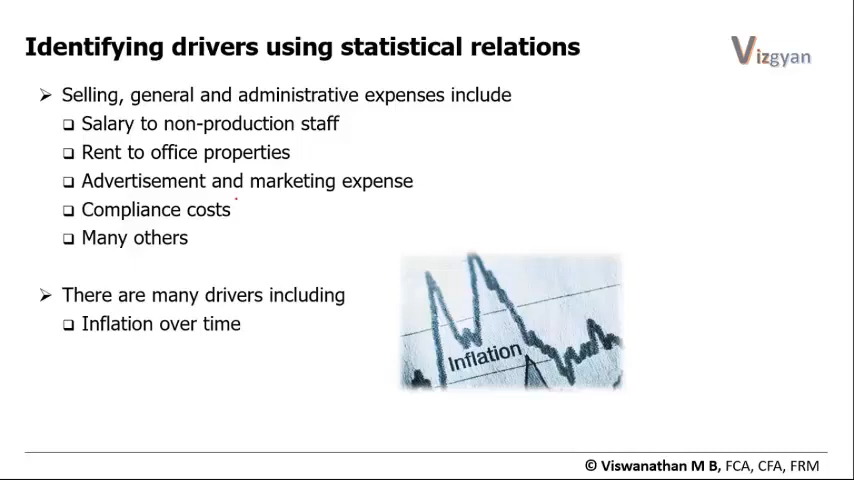 Identifying drivers using statistical relations
Vizgyan
Selling, general and administrative expenses include
Salary to non-production staff
Rent to office properties
Advertisement and marketing expense
Compliance costs
Many others
There are many drivers including
Inflation over time
Inflation
© Viswanathan M B, FCA, CFA, FRM